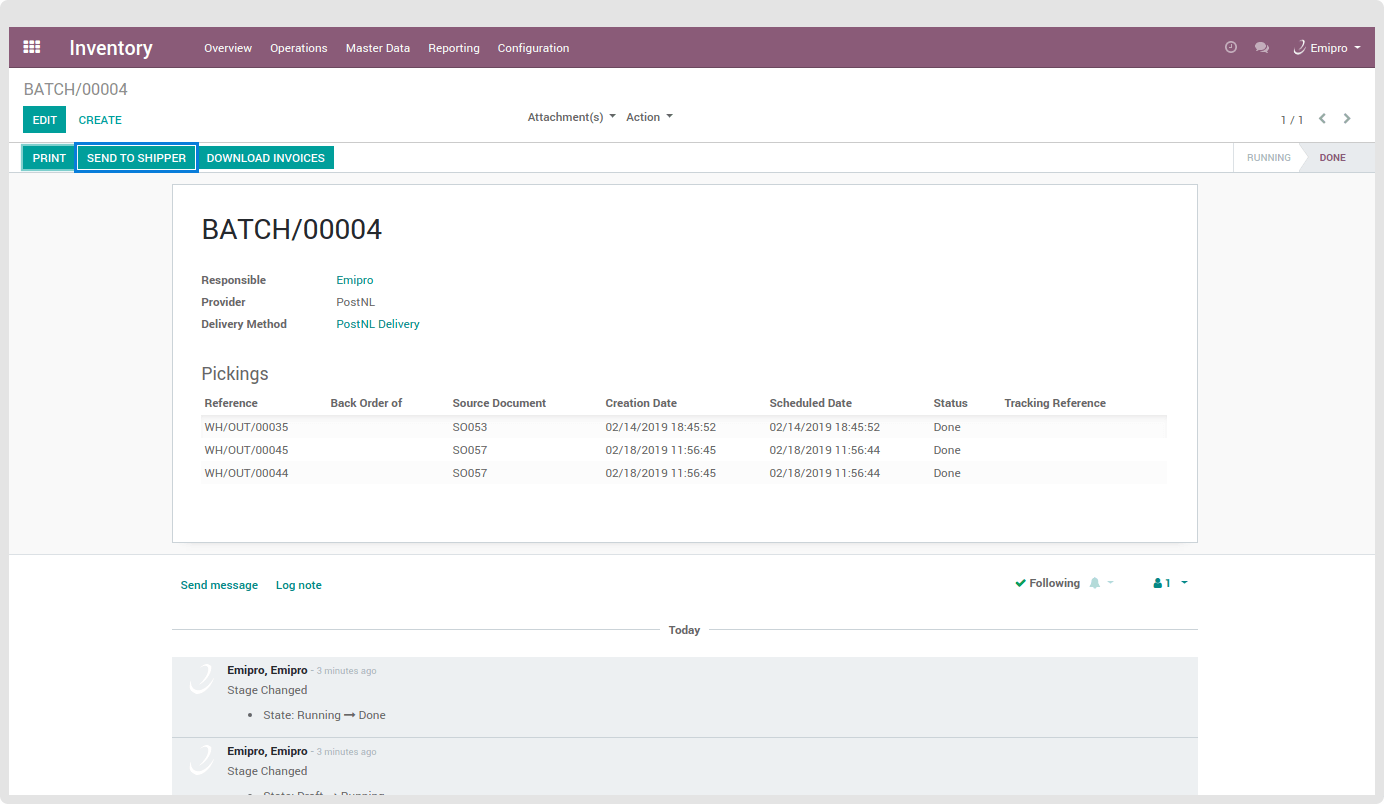 Inventory Overview Operations Master Data Reporting Configuration Emipro
BATCH/00004
EDIT CREATE Attachment(s) Action 1 / 1
PRINT SEND TO SHIPPER DOWNLOAD INVOICES RUNNING DONE
BATCH/00004
Responsible Emipro
Provider PostNL
Delivery Method PostNL Delivery
Pickings
Reference Back Order of Source Document Creation Date Scheduled Date Status Tracking Reference
WH/OUT/00035 SO053 02/14/2019 18:45:52 02/14/2019 18:45:52 Done
WH/OUT/00045 SO057 02/18/2019 11:56:45 02/18/2019 11:56:44 Done
WH/OUT/00044 SO057 02/18/2019 11:56:45 02/18/2019 11:56:44 Done
Send message Log note Following 1
Today
Emipro, Emipro - 3 minutes ago
Stage Changed
• State: Running → Done
Emipro, Emipro - 3 minutes ago
Stage Changed
• State: Draft → Running